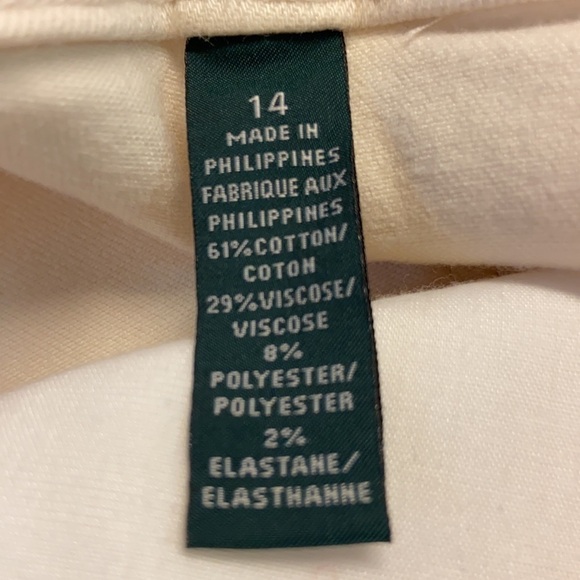 14
MADE IN
PHILIPPINES
FABRIQUE AUX
PHILIPPINES
61% COTTON/
COTON
29% VISCOSE/
VISCOSE
8%
POLYESTER/
POLYESTER
2%
ELASTANE/
ELASTHANNE